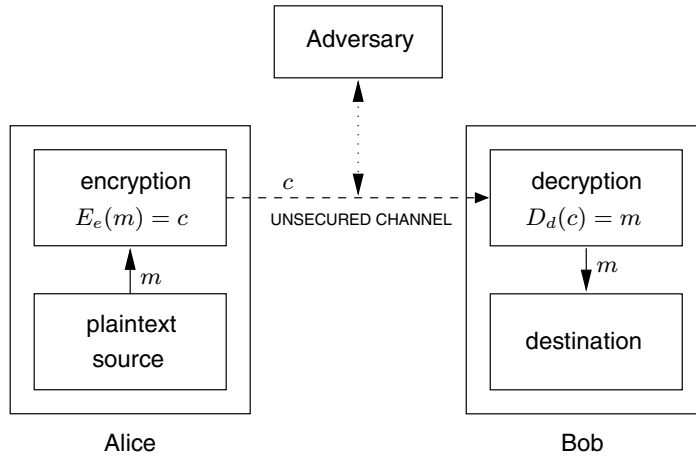 Adversary
encryption
E_e(m) = c
c
UNSECURED CHANNEL
decryption
D_d(c) = m
m
m
plaintext
source
destination
Alice
Bob